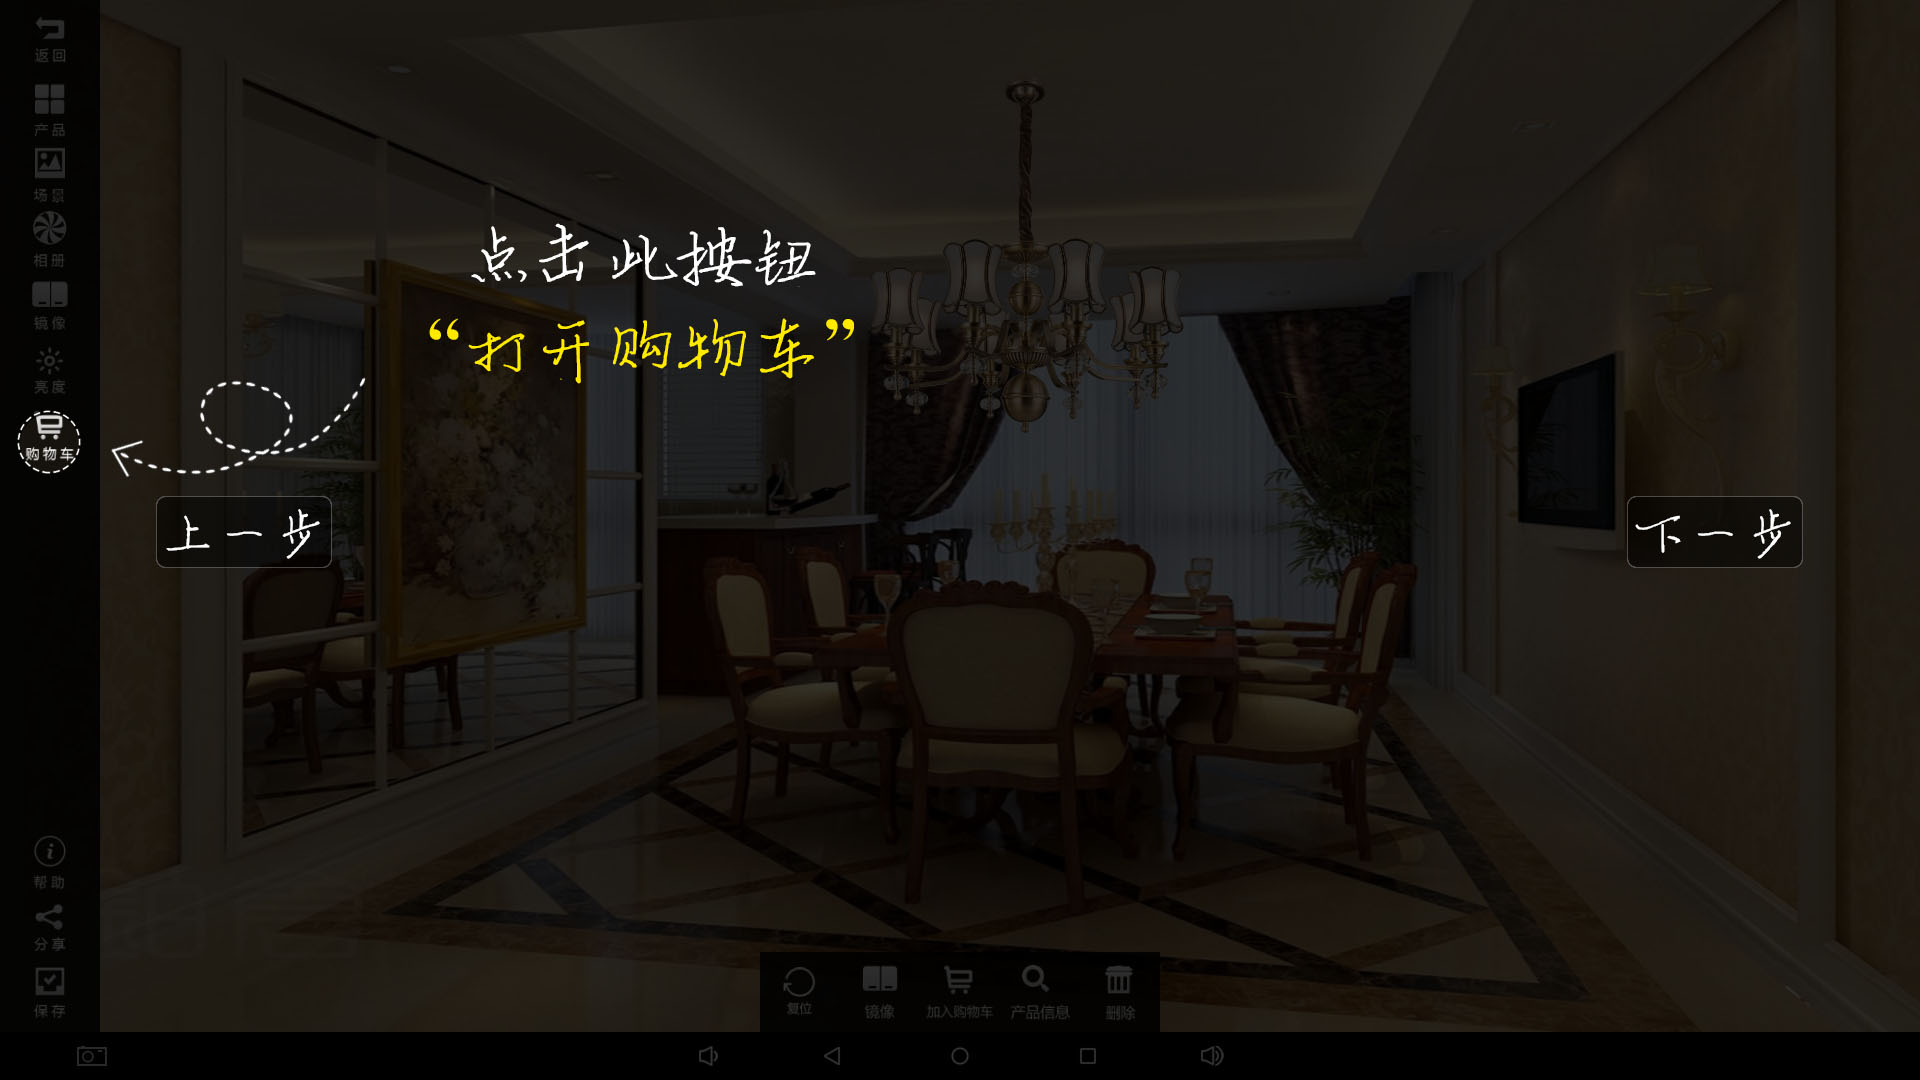 返回
产品
场景
相册
镜像
亮度
购物车
点击此按钮
“打开购物车”
上一步
下一步
帮助
分享
保存
复位
镜像
加入购物车
产品信息
删除